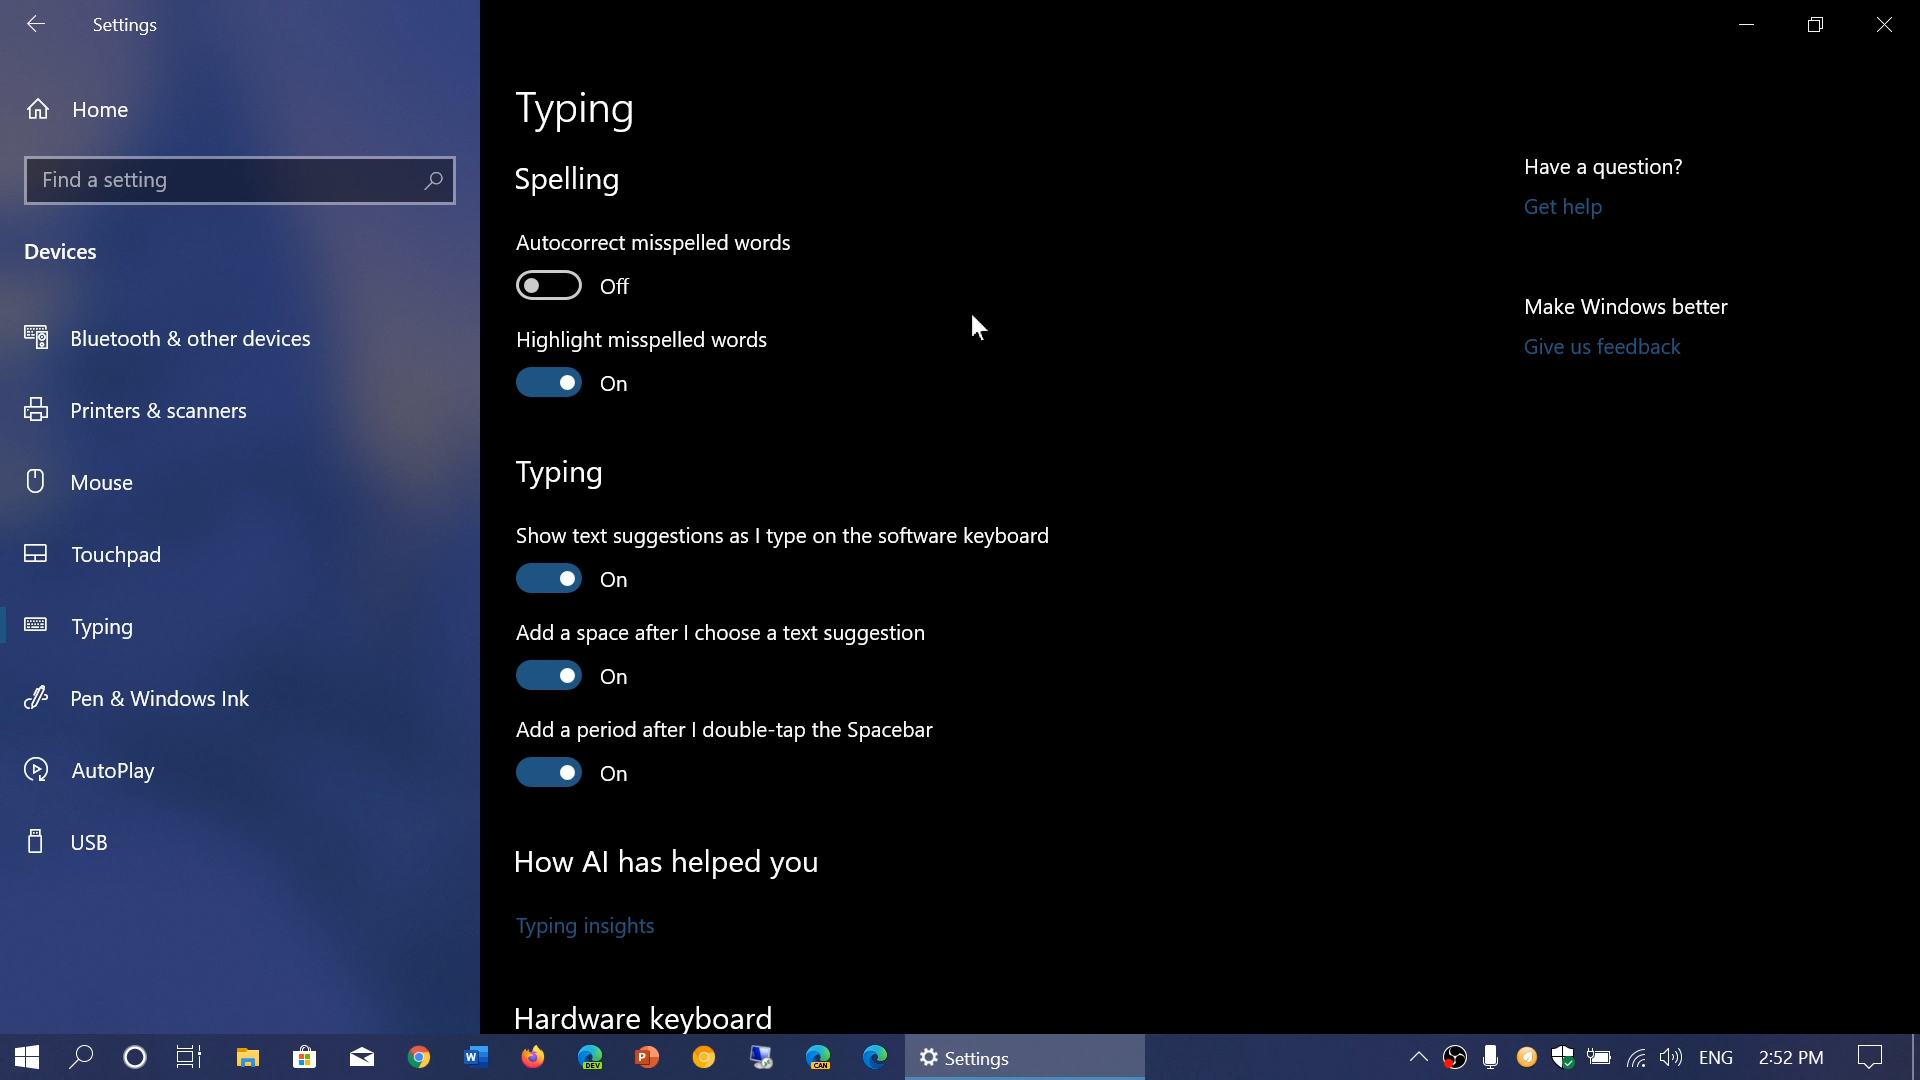 Settings
Home
Find a setting
Devices
Bluetooth & other devices
Printers & scanners
Mouse
Touchpad
Typing
Pen & Windows Ink
AutoPlay
USB
Typing
Spelling
Autocorrect misspelled words
Off
Highlight misspelled words
On
Typing
Show text suggestions as I type on the software keyboard
On
Add a space after I choose a text suggestion
On
Add a period after I double-tap the Spacebar
On
How AI has helped you
Typing insights
Hardware keyboard
Have a question?
Get help
Make Windows better
Give us feedback
W
DEV
P
CAN
Settings
ENG
2:52 PM